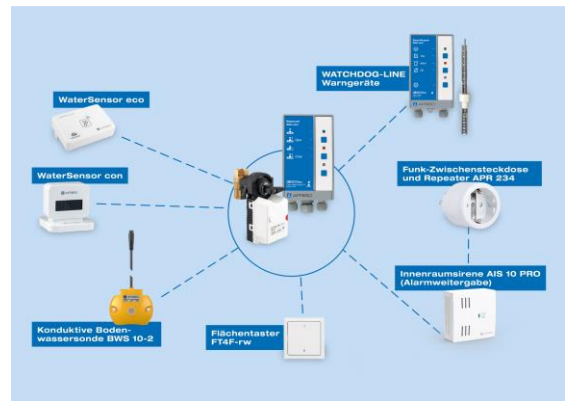 WaterSensor eco
WATCHDOG-LINE
Warngeräte
WaterSensor con
Funk-Zwischensteckdose
und Repeater APR 234
Innenraumsirene AIS 10 PRO
(Alarmweitergabe)
Konduktive Boden-
wassersonde BWS 10-2
Flächentaster
FT4F-rw
AFRISO